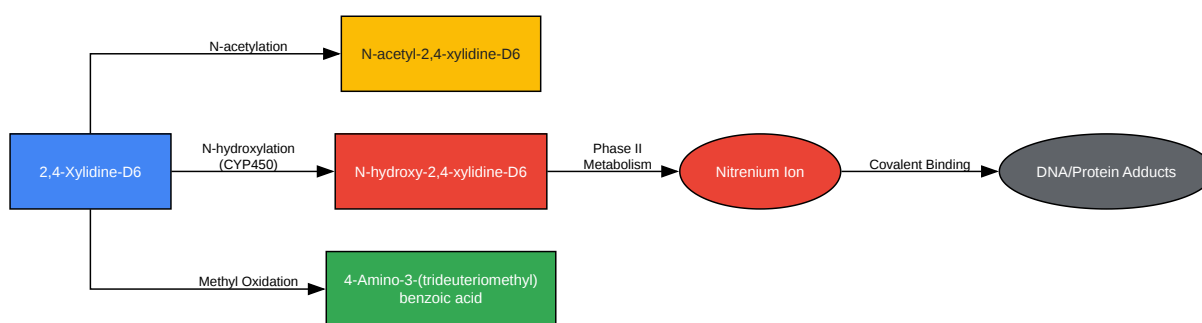 N-acetylation
N-acetyl-2,4-xylidine-D6
2,4-Xylidine-D6
N-hydroxylation
(CYP450)
N-hydroxy-2,4-xylidine-D6
Phase II
Metabolism
Nitrenium Ion
Covalent Binding
DNA/Protein Adducts
Methyl Oxidation
4-Amino-3-(trideuteriomethyl)
benzoic acid